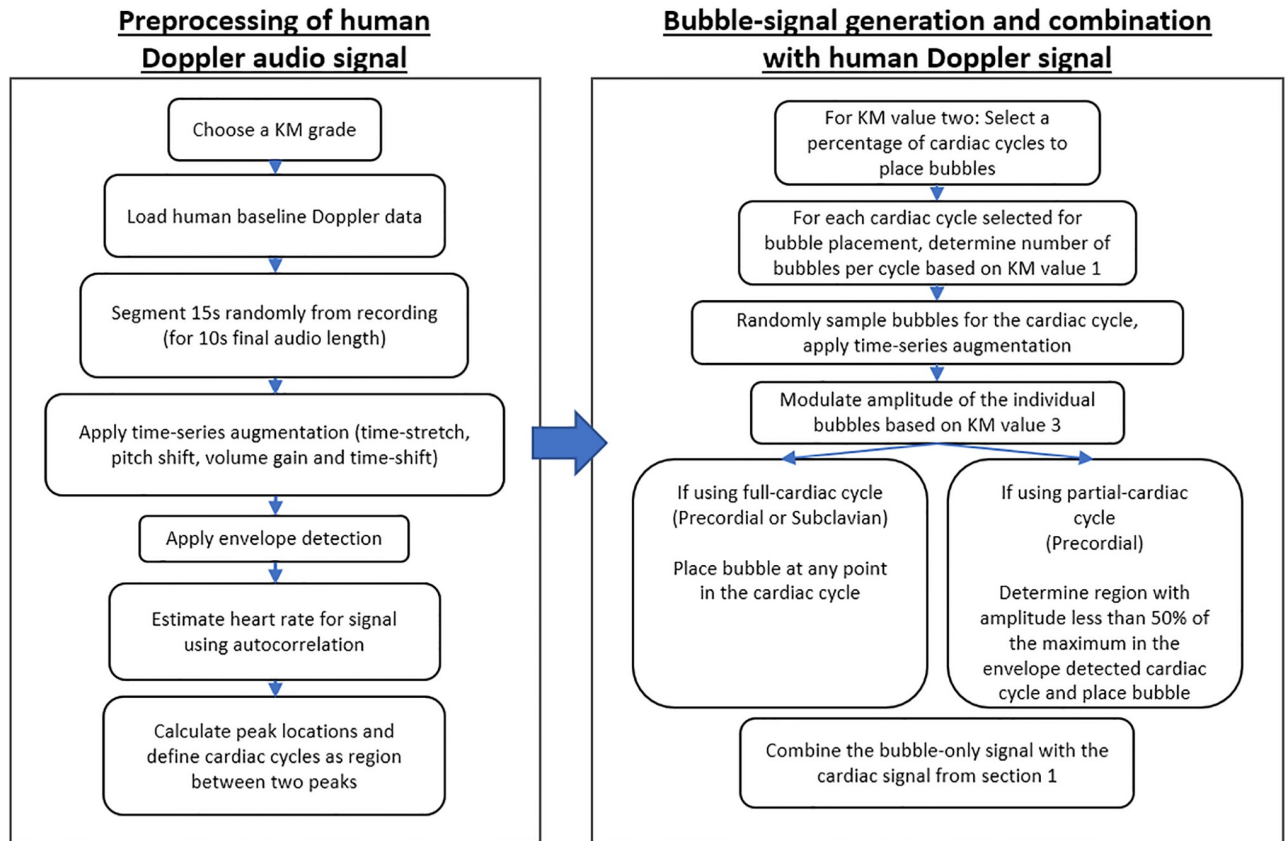 Preprocessing of human
Doppler audio signal
Choose a KM grade
Load human baseline Doppler data
Segment 15s randomly from recording
(for 10s final audio length)
Apply time-series augmentation (time-stretch,
pitch shift, volume gain and time-shift)
Apply envelope detection
Estimate heart rate for signal
using autocorrelation
Calculate peak locations and
define cardiac cycles as region
between two peaks
Bubble-signal generation and combination
with human Doppler signal
For KM value two: Select a
percentage of cardiac cycles to
place bubbles
For each cardiac cycle selected for
bubble placement, determine number of
bubbles per cycle based on KM value 1
Randomly sample bubbles for the cardiac cycle,
apply time-series augmentation
Modulate amplitude of the individual
bubbles based on KM value 3
If using full-cardiac cycle
(Precordial or Subclavian)
Place bubble at any point
in the cardiac cycle
If using partial-cardiac
cycle
(Precordial)
Determine region with
amplitude less than 50% of
the maximum in the
envelope detected cardiac
cycle and place bubble
Combine the bubble-only signal with the
cardiac signal from section 1